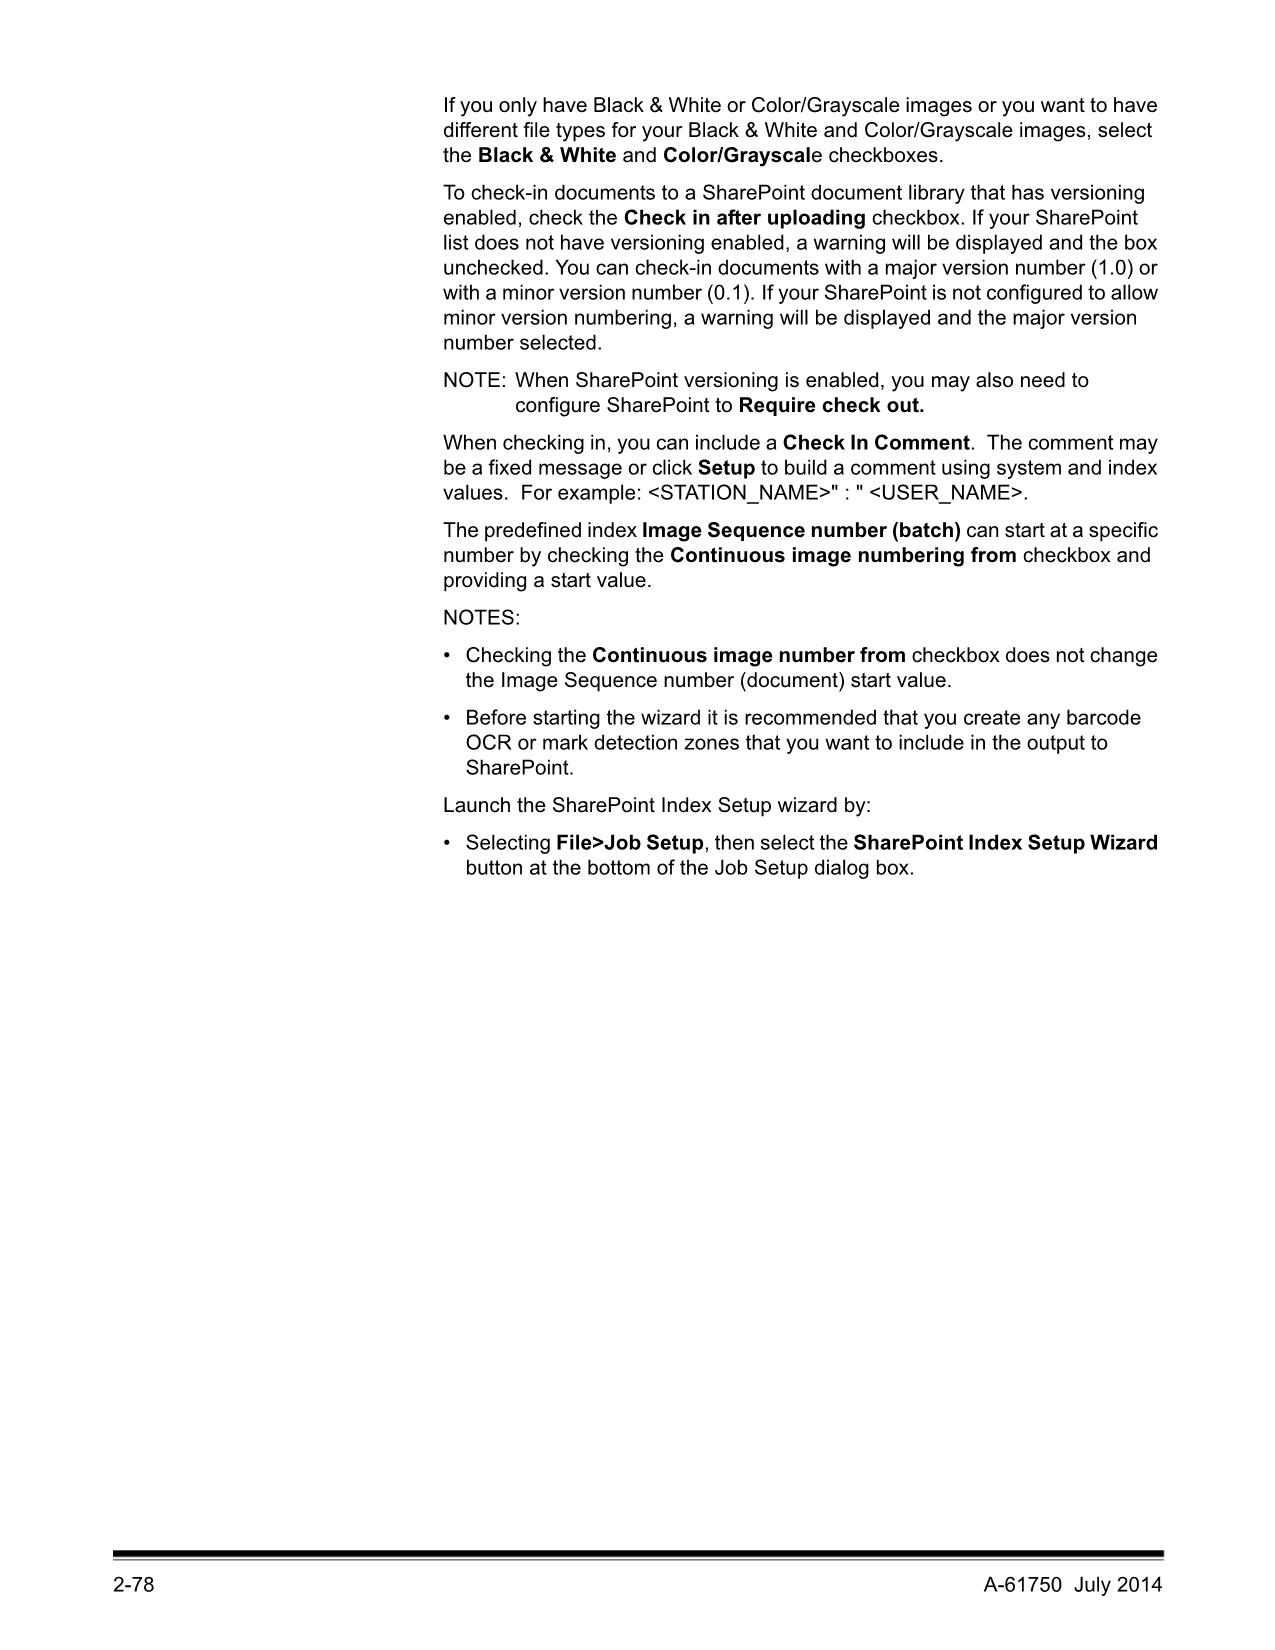 If you only have Black & White or Color/Grayscale images or you want to have
different file types for your Black & White and Color/Grayscale images, select
the Black & White and Color/Grayscale checkboxes.
To check-in documents to a SharePoint document library that has versioning
enabled, check the Check in after uploading checkbox. If your SharePoint
list does not have versioning enabled, a warning will be displayed and the box
unchecked. You can check-in documents with a major version number (1.0) or
with a minor version number (0.1). If your SharePoint is not configured to allow
minor version numbering, a warning will be displayed and the major version
number selected.
NOTE: When SharePoint versioning is enabled, you may also need to
configure SharePoint to Require check out.
When checking in, you can include a Check In Comment.  The comment may
be a fixed message or click Setup to build a comment using system and index
values.  For example: <STATION_NAME>" : " <USER_NAME>.
The predefined index Image Sequence number (batch) can start at a specific
number by checking the Continuous image numbering from checkbox and
providing a start value.
NOTES:
• Checking the Continuous image number from checkbox does not change
the Image Sequence number (document) start value.
• Before starting the wizard it is recommended that you create any barcode
OCR or mark detection zones that you want to include in the output to
SharePoint.
Launch the SharePoint Index Setup wizard by:
• Selecting File>Job Setup, then select the SharePoint Index Setup Wizard
button at the bottom of the Job Setup dialog box.
2-78
A-61750  July 2014